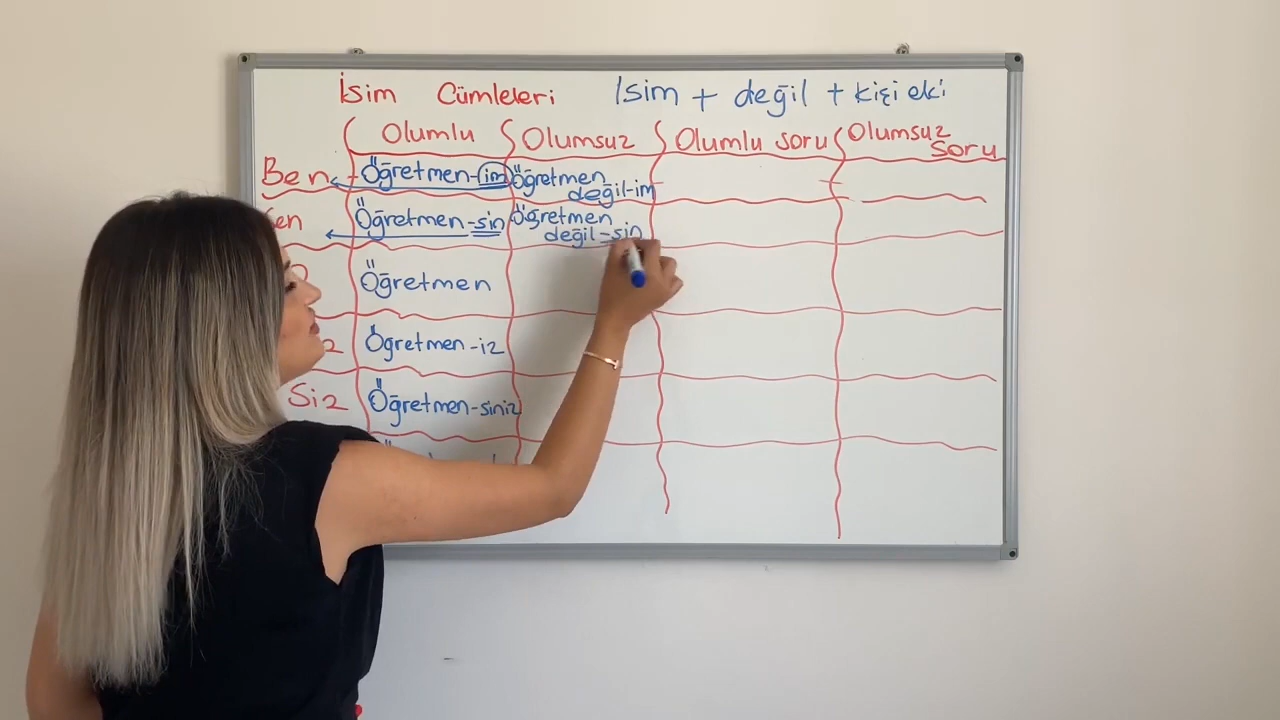 İsim Cümleleri
İsim + değil + kişi eki
Olumlu Olumsuz Olumlu soru Olumsuz soru
Ben Öğretmen-im Öğretmen değil-im
Sen Öğretmen-sin Öğretmen değil-sin
Öğretmen
Öğretmen-iz
Siz Öğretmen-siniz